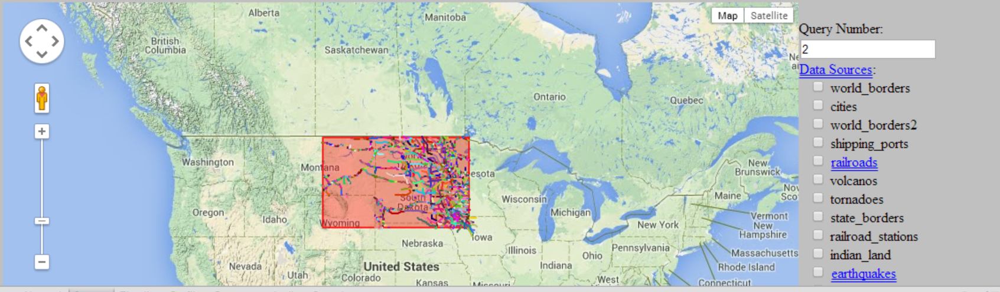 Alberta
Manitoba
Map
Satellite
British
Columbia
Saskatchewan
Ontario
Quebec
Washington
Montana
esota
Wisconsin
Michigan
New
Brunswick
Maine
Oregon
Idaho
Wyoming
South
Dakota
New York
Vermont
New
Hampshire
Massachusetts
Rhode Island
Connecticut
Nebraska
Iowa
Illinois
Indiana
Ohio
Pennsylvania
Nevada
Utah
United States
Colorado
Kansas
Missouri
West
Query Number:
2
Data Sources:
world_borders
cities
world_borders2
shipping_ports
railroads
volcanos
tornadoes
state_borders
railroad_stations
indian_land
earthquakes